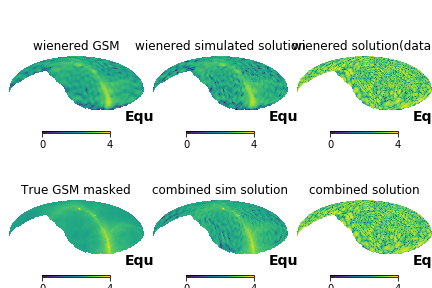 wienered GSM wienered simulated solution wienered solution(data
Equ Equ Eq
0 4 0 4 0 4
True GSM masked combined sim solution combined solution
Equ Equ Eq
0 4 0 4 0 4